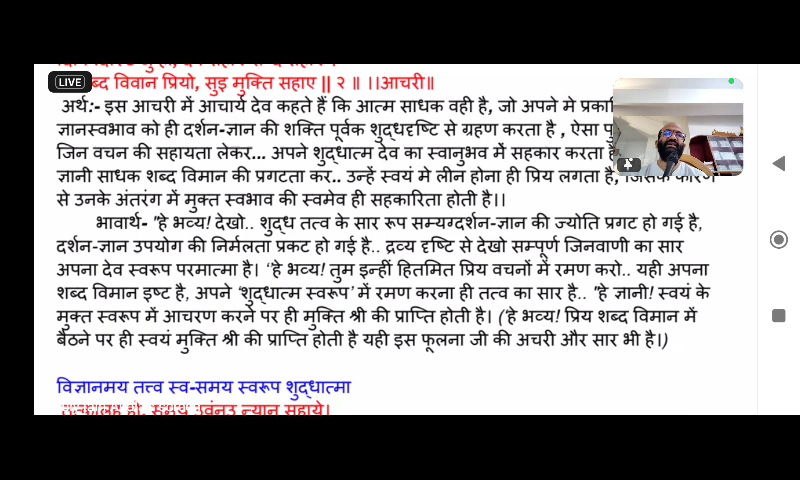 LIVE
ब्द विवान प्रियो, सुइ मुक्ति सहाए || २ ॥ ।।आचरी॥
अर्थ:- इस आचरी में आचार्य देव कहते हैं कि आत्म साधक वही है, जो अपने मे
ज्ञानस्वभाव को ही दर्शन-ज्ञान की शक्ति पूर्वक शुद्धदृष्टि से ग्रहण करता है , ऐसा
जिन वचन की सहायता लेकर... अपने शुद्धात्म देव का स्वानुभव में सहकार करता
ज्ञानी साधक शब्द विमान की प्रगटता कर.. उन्हें स्वयं मे लीन होना ही प्रिय लगता है,
से उनके अंतरंग में मुक्त स्वभाव की स्वमेव ही सहकारिता होती है।।
भावार्थ- "हे भव्य! देखो.. शुद्ध तत्व के सार रूप सम्यग्दर्शन-ज्ञान की ज्योति प्रगट हो गई है,
दर्शन-ज्ञान उपयोग की निर्मलता प्रकट हो गई है.. द्रव्य दृष्टि से देखो सम्पूर्ण जिनवाणी का सार
अपना देव स्वरूप परमात्मा है। ‘हे भव्य! तुम इन्हीं हितमित प्रिय वचनों में रमण करो.. यही अपना
शब्द विमान इष्ट है, अपने ‘शुद्धात्म स्वरूप’ में रमण करना ही तत्व का सार है.. "हे ज्ञानी! स्वयं के
मुक्त स्वरूप में आचरण करने पर ही मुक्ति श्री की प्राप्ति होती है। (‘हे भव्य! प्रिय शब्द विमान में
बैठने पर ही स्वयं मुक्ति श्री की प्राप्ति होती है यही इस फूलना जी की अचरी और सार भी है।)
विज्ञानमय तत्त्व स्व-समय स्वरूप शुद्धात्मा